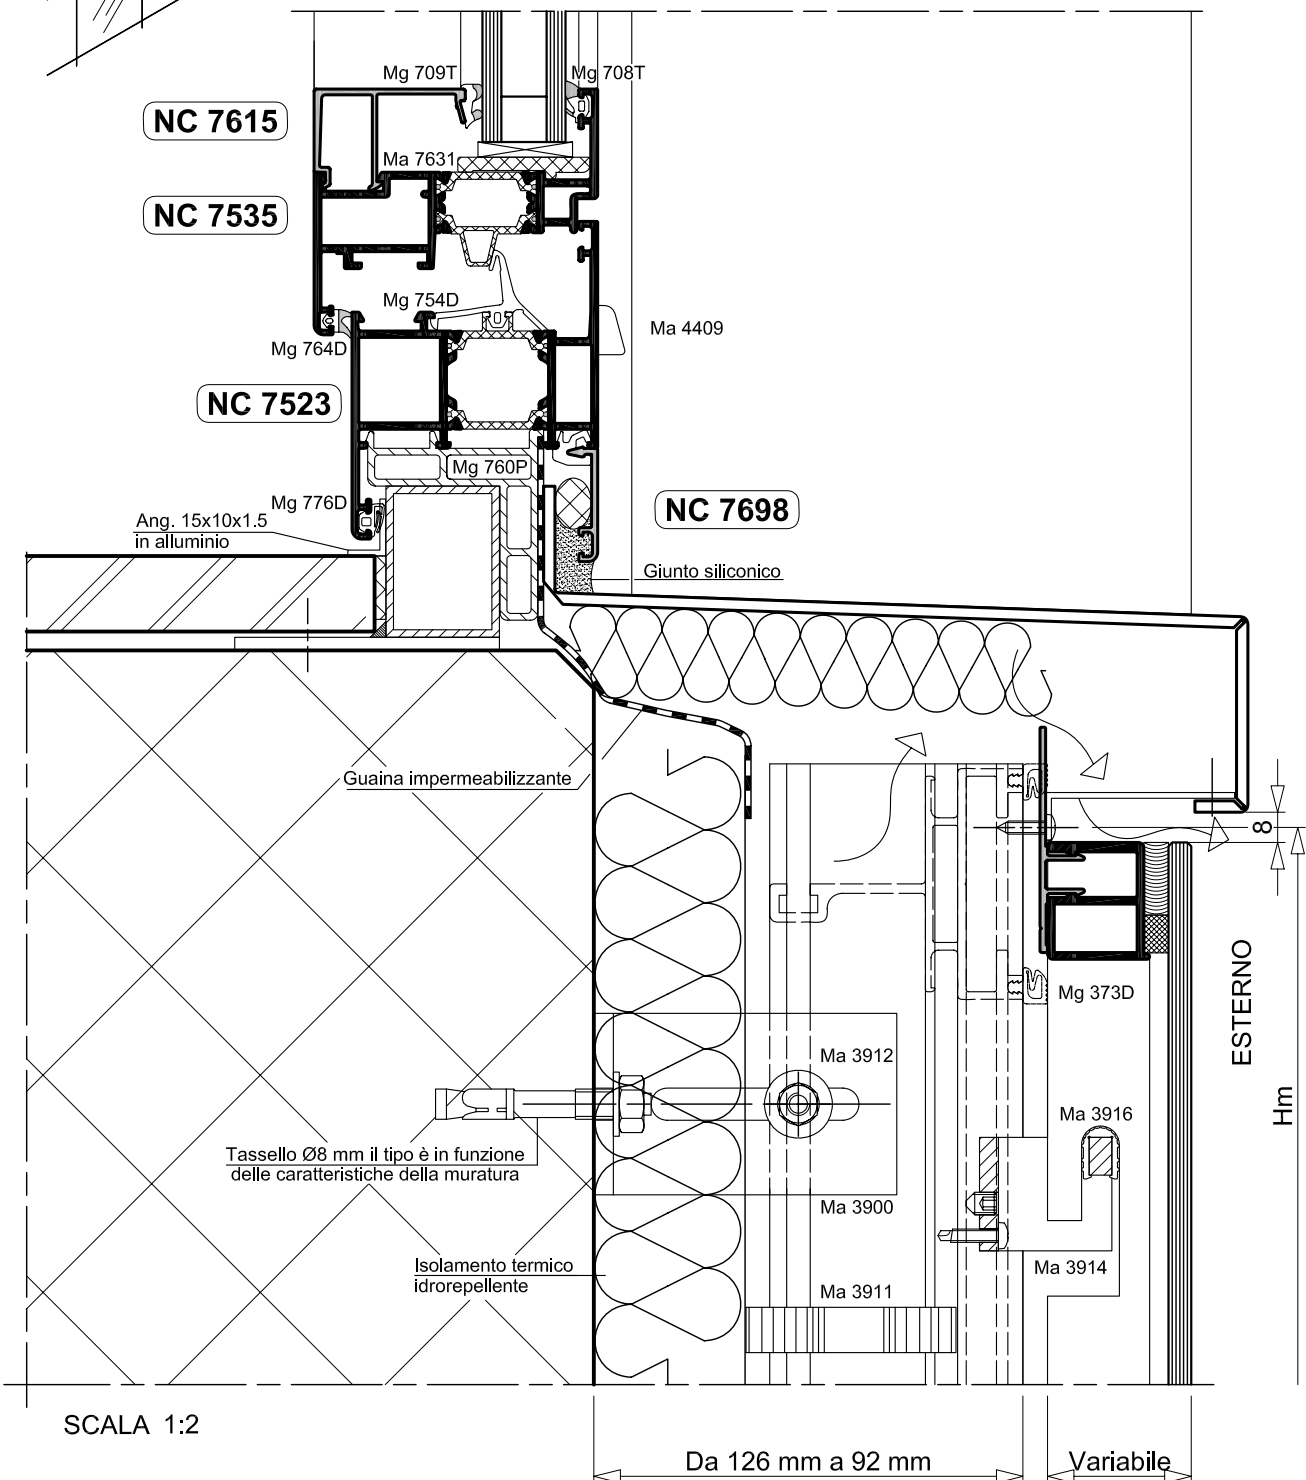 Mg 709T
Mg 708T
NC 7615
Ma 7631
NC 7535
Mg 754D
Ma 4409
Mg 764D
NC 7523
Mg 760P
Mg 776D
NC 7698
Ang. 15x10x1.5
in alluminio
Giunto siliconico
Guaina impermeabilizzante
8
Mg 373D
ESTERNO
Hm
Ma 3912
Ma 3916
Tassello Ø8 mm il tipo è in funzione
delle caratteristiche della muratura
Ma 3900
Isolamento termico
idrorepellente
Ma 3914
Ma 3911
SCALA 1:2
Da 126 mm a 92 mm
Variabile